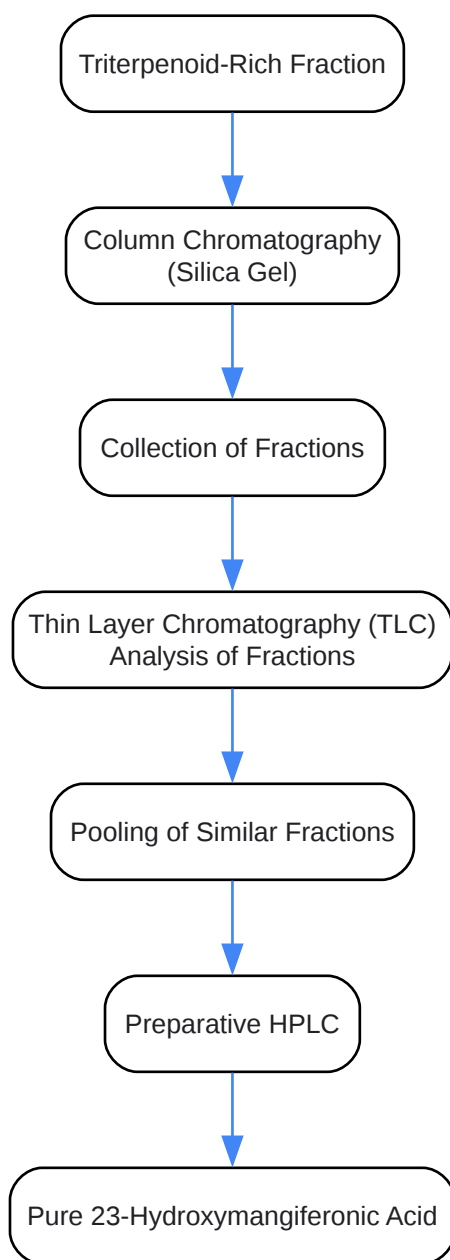 Triterpenoid-Rich Fraction
Column Chromatography
(Silica Gel)
Collection of Fractions
Thin Layer Chromatography (TLC)
Analysis of Fractions
Pooling of Similar Fractions
Preparative HPLC
Pure 23-Hydroxymangiferonic Acid